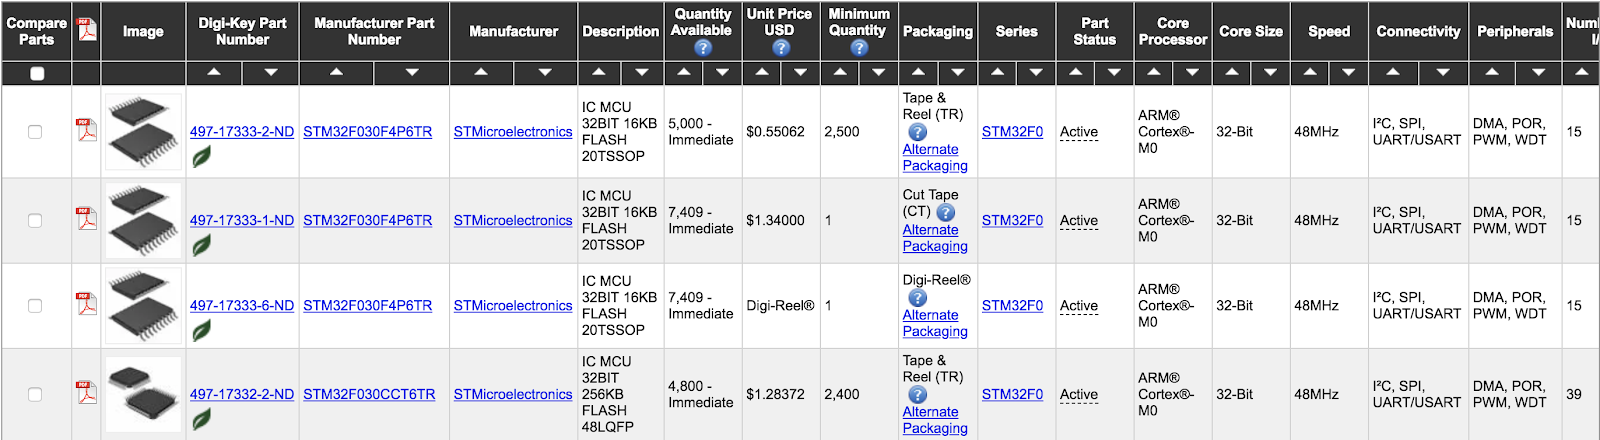 Compare Parts
Image
Digi-Key Part Number
Manufacturer Part Number
Manufacturer
Description
Quantity Available ?
Unit Price USD ?
Minimum Quantity ?
Packaging
Series
Part Status
Core Processor
Core Size
Speed
Connectivity
Peripherals
PDF
497-17333-2-ND
STM32F030F4P6TR
STMicroelectronics
IC MCU
32BIT 16KB
FLASH
20TSSOP
5,000 -
Immediate
$0.55062
2,500
Tape &
Reel (TR)
?
Alternate
Packaging
STM32F0
Active
ARM®
Cortex®-
M0
32-Bit
48MHz
I²C, SPI,
UART/USART
DMA, POR,
PWM, WDT
15
PDF
497-17333-1-ND
STM32F030F4P6TR
STMicroelectronics
IC MCU
32BIT 16KB
FLASH
20TSSOP
7,409 -
Immediate
$1.34000
1
Cut Tape
(CT) ?
Alternate
Packaging
STM32F0
Active
ARM®
Cortex®-
M0
32-Bit
48MHz
I²C, SPI,
UART/USART
DMA, POR,
PWM, WDT
15
PDF
497-17333-6-ND
STM32F030F4P6TR
STMicroelectronics
IC MCU
32BIT 16KB
FLASH
20TSSOP
7,409 -
Immediate
Digi-Reel®
1
Digi-Reel®
?
Alternate
Packaging
STM32F0
Active
ARM®
Cortex®-
M0
32-Bit
48MHz
I²C, SPI,
UART/USART
DMA, POR,
PWM, WDT
15
PDF
497-17332-2-ND
STM32F030CCT6TR
STMicroelectronics
IC MCU
32BIT
256KB
FLASH
48LQFP
4,800 -
Immediate
$1.28372
2,400
Tape &
Reel (TR)
?
Alternate
Packaging
STM32F0
Active
ARM®
Cortex®-
M0
32-Bit
48MHz
I²C, SPI,
UART/USART
DMA, POR,
PWM, WDT
39